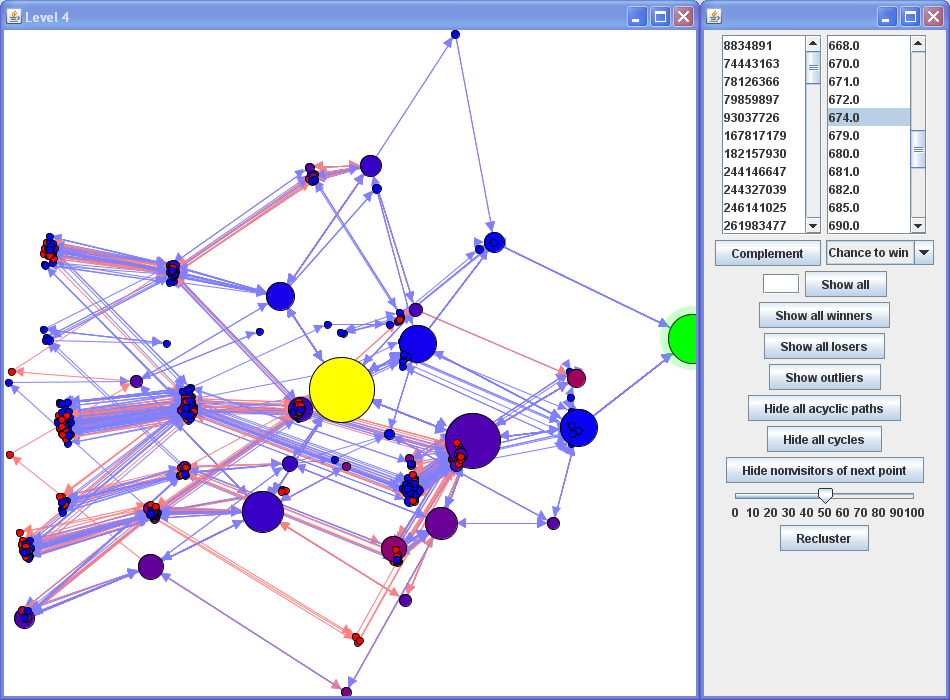 Level 4
8834891
74443163
78126366
79859897
93037726
167817179
182157930
244146647
244327039
246141025
261983477
668.0
670.0
671.0
672.0
674.0
679.0
680.0
681.0
682.0
685.0
690.0
Complement
Chance to win
Show all
Show all winners
Show all losers
Show outliers
Hide all acyclic paths
Hide all cycles
Hide nonvisitors of next point
0 10 20 30 40 50 60 70 80 90100
Recluster